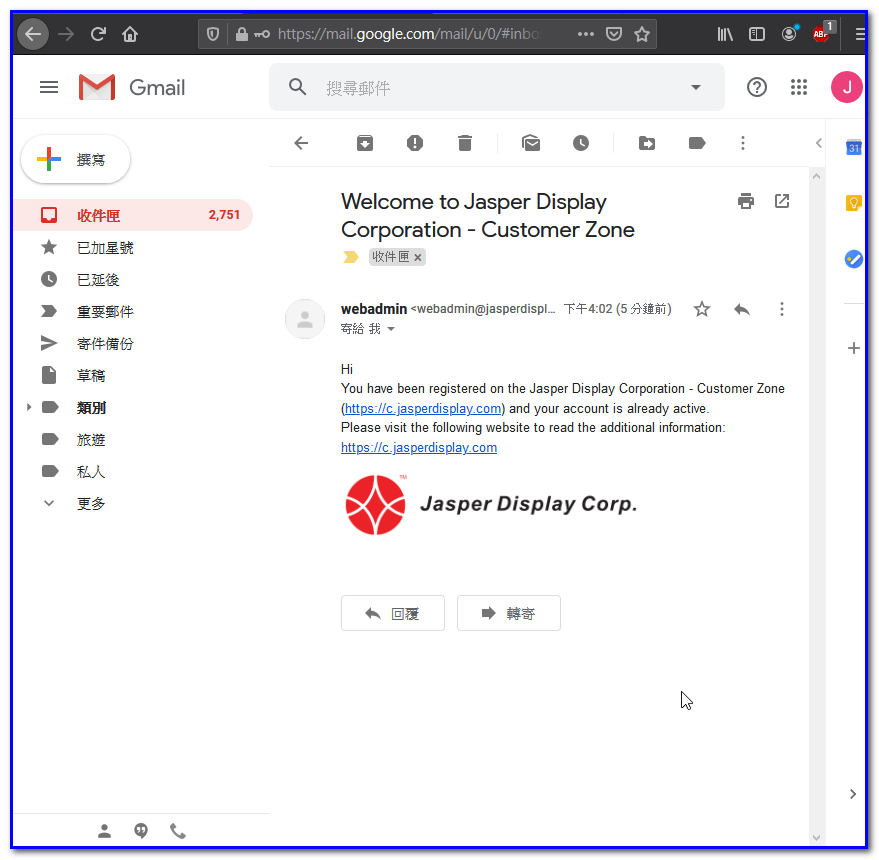 https://mail.google.com/mail/u/0/#inbo
ABP
1
Gmail
搜尋郵件
J
撰寫
31
收件匣 2,751
已加星號
已延後
重要郵件
寄件備份
草稿
類別
旅遊
私人
更多
Welcome to Jasper Display
Corporation - Customer Zone
收件匣 ×
webadmin <webadmin@jasperdispl… 下午4:02 (5 分鐘前)
寄給 我
Hi
You have been registered on the Jasper Display Corporation - Customer Zone
(https://c.jasperdisplay.com) and your account is already active.
Please visit the following website to read the additional information:
https://c.jasperdisplay.com
TM
Jasper Display Corp.
回覆
轉寄